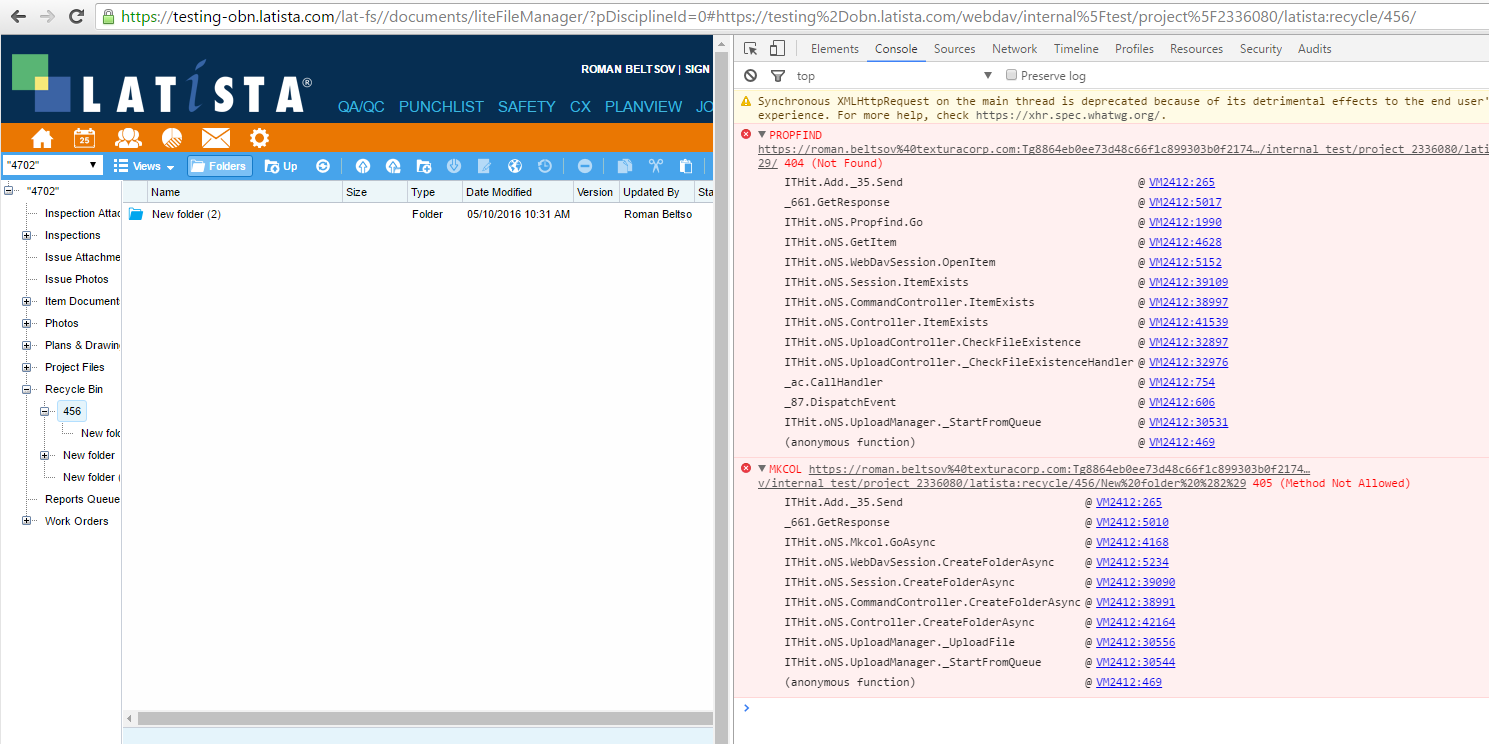 https://testing-obn.latista.com/lat-fs//documents/liteFileManager/?pDisciplineId=0#https://testing%2Dobn.latista.com/webdav/internal%5Ftest/project%5F2336080/latista:recycle/456/
LATISTA®
ROMAN BELTSOV | SIGN
QA/QC PUNCHLIST SAFETY CX PLANVIEW JO
25
"4702" Views Folders Up
"4702"
Inspection Attac
Inspections
Issue Attachme
Issue Photos
Item Document
Photos
Plans & Drawin
Project Files
Recycle Bin
456
New fol
New folder
New folder (
Reports Queue
Work Orders
Name Size Type Date Modified Version Updated By Sta
New folder (2) Folder 05/10/2016 10:31 AM Roman Beltso
Elements Console Sources Network Timeline Profiles Resources Security Audits
top Preserve log
Synchronous XMLHttpRequest on the main thread is deprecated because of its detrimental effects to the end user'
experience. For more help, check https://xhr.spec.whatwg.org/.
PROPFIND
https://roman.beltsov%40texturacorp.com:Tg8864eb0ee73d48c66f1c899303b0f2174…/internal_test/project_2336080/lati
29/ 404 (Not Found)
ITHit.Add._35.Send @ VM2412:265
_661.GetResponse @ VM2412:5017
ITHit.oNS.Propfind.Go @ VM2412:1990
ITHit.oNS.GetItem @ VM2412:4628
ITHit.oNS.WebDavSession.OpenItem @ VM2412:5152
ITHit.oNS.Session.ItemExists @ VM2412:39109
ITHit.oNS.CommandController.ItemExists @ VM2412:38997
ITHit.oNS.Controller.ItemExists @ VM2412:41539
ITHit.oNS.UploadController.CheckFileExistence @ VM2412:32897
ITHit.oNS.UploadController._CheckFileExistenceHandler @ VM2412:32976
_ac.CallHandler @ VM2412:754
_87.DispatchEvent @ VM2412:606
ITHit.oNS.UploadManager._StartFromQueue @ VM2412:30531
(anonymous function) @ VM2412:469
MKCOL https://roman.beltsov%40texturacorp.com:Tg8864eb0ee73d48c66f1c899303b0f2174…
v/internal_test/project_2336080/latista:recycle/456/New%20folder%20%282%29 405 (Method Not Allowed)
ITHit.Add._35.Send @ VM2412:265
_661.GetResponse @ VM2412:5010
ITHit.oNS.Mkcol.GoAsync @ VM2412:4168
ITHit.oNS.WebDavSession.CreateFolderAsync @ VM2412:5234
ITHit.oNS.Session.CreateFolderAsync @ VM2412:39090
ITHit.oNS.CommandController.CreateFolderAsync @ VM2412:38991
ITHit.oNS.Controller.CreateFolderAsync @ VM2412:42164
ITHit.oNS.UploadManager._UploadFile @ VM2412:30556
ITHit.oNS.UploadManager._StartFromQueue @ VM2412:30544
(anonymous function) @ VM2412:469